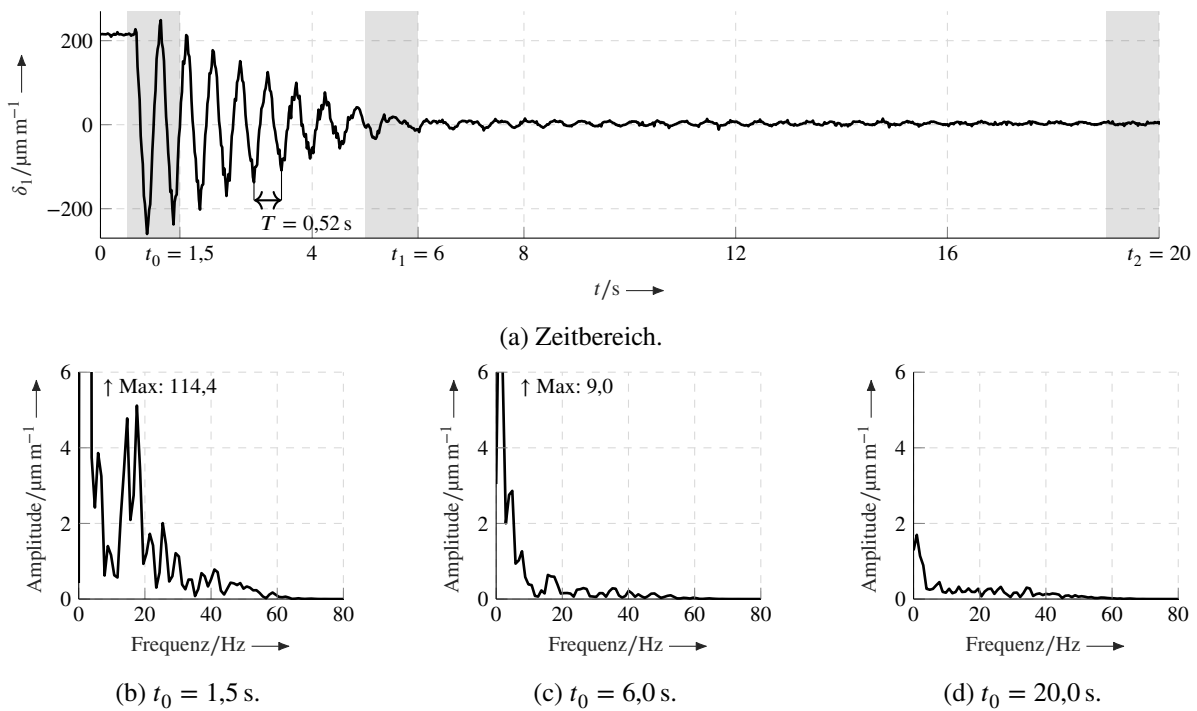 200
0
−200
δ₁/µm m⁻¹ →
T = 0,52 s
0 t₀ = 1,5 4 t₁ = 6 8 12 16 t₂ = 20
t/s →
(a) Zeitbereich.
6
4
2
0
Amplitude/µm m⁻¹ →
↑ Max: 114,4
0 20 40 60 80
Frequenz/Hz →
(b) t₀ = 1,5 s.
6
4
2
0
Amplitude/µm m⁻¹ →
↑ Max: 9,0
0 20 40 60 80
Frequenz/Hz →
(c) t₀ = 6,0 s.
6
4
2
0
Amplitude/µm m⁻¹ →
0 20 40 60 80
Frequenz/Hz →
(d) t₀ = 20,0 s.